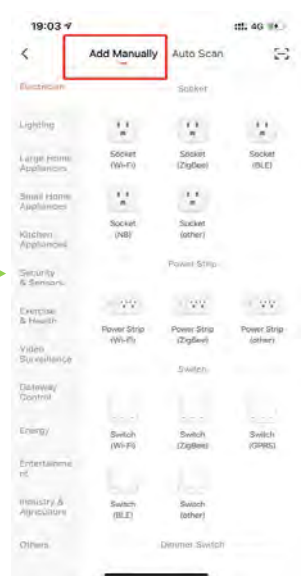 19:03
4G
Add Manually
Auto Scan
Electrician
Socket
Lighting
Large Home
Appliances
Socket
(Wi-Fi)
Socket
(ZigBee)
Socket
(BLE)
Small Home
Appliances
Socket
(NB)
Socket
(other)
Kitchen
Appliances
Power Strip
Security
& Sensors
Exercise
& Health
Power Strip
(Wi-Fi)
Power Strip
(ZigBee)
Power Strip
(other)
Video
Surveillance
Switch
Gateway
Control
Energy
Switch
(Wi-Fi)
Switch
(ZigBee)
Switch
(GPRS)
Entertainme
nt
Industry &
Agriculture
Switch
(BLE)
Switch
(other)
Others
Dimmer Switch